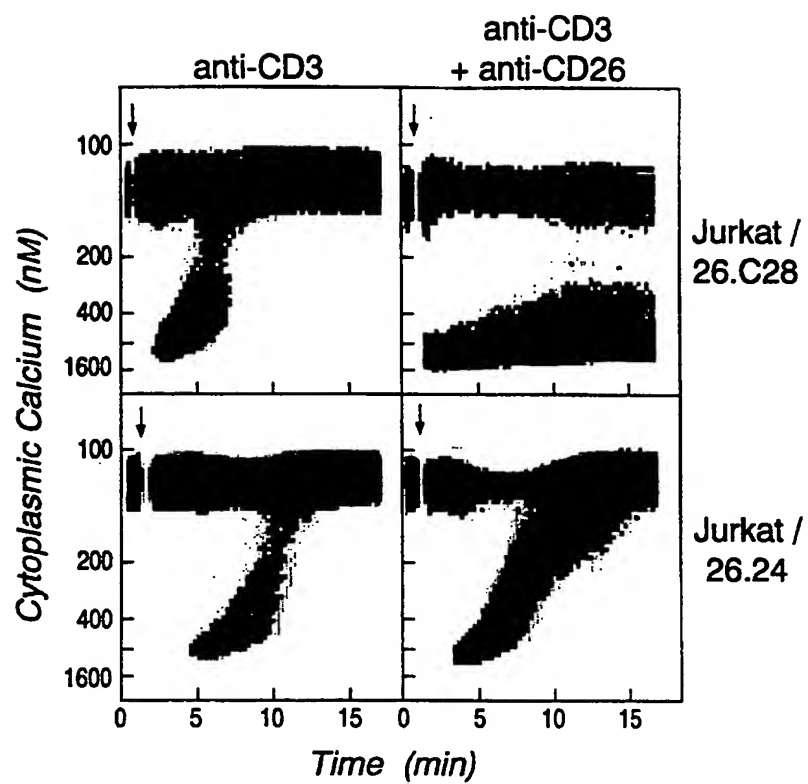 anti-CD3
anti-CD3
+ anti-CD26
100
200
400
1600
Jurkat /
26.C28
100
200
400
1600
Jurkat /
26.24
Cytoplasmic Calcium (nM)
0 5 10 15
0 5 10 15
Time (min)